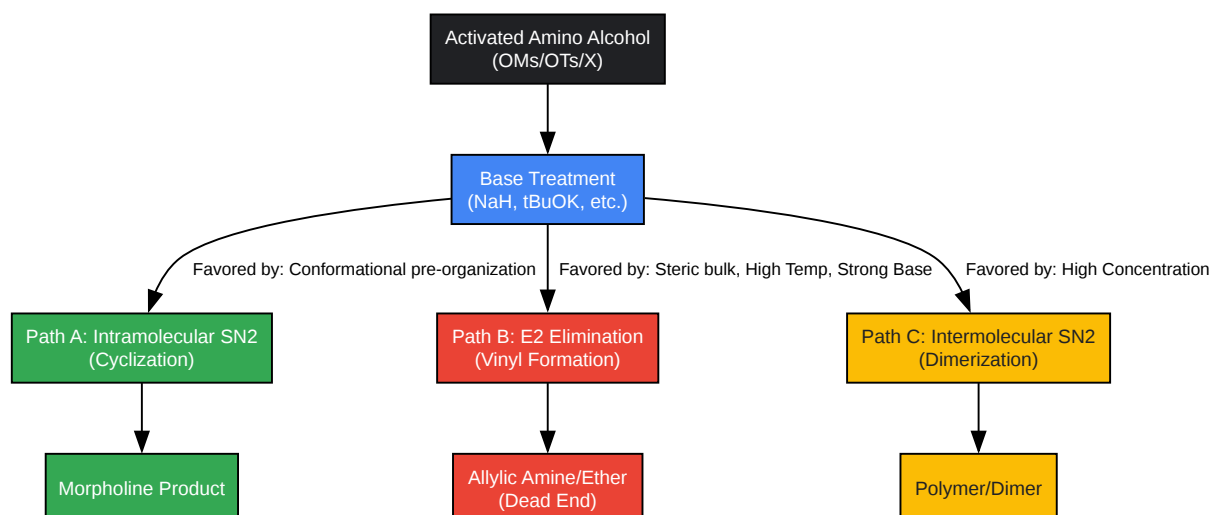 Activated Amino Alcohol
(OMs/OTs/X)
Base Treatment
(NaH, tBuOK, etc.)
Favored by: Conformational pre-organization
Favored by: Steric bulk, High Temp, Strong Base
Favored by: High Concentration
Path A: Intramolecular SN2
(Cyclization)
Path B: E2 Elimination
(Vinyl Formation)
Path C: Intermolecular SN2
(Dimerization)
Morpholine Product
Allylic Amine/Ether
(Dead End)
Polymer/Dimer